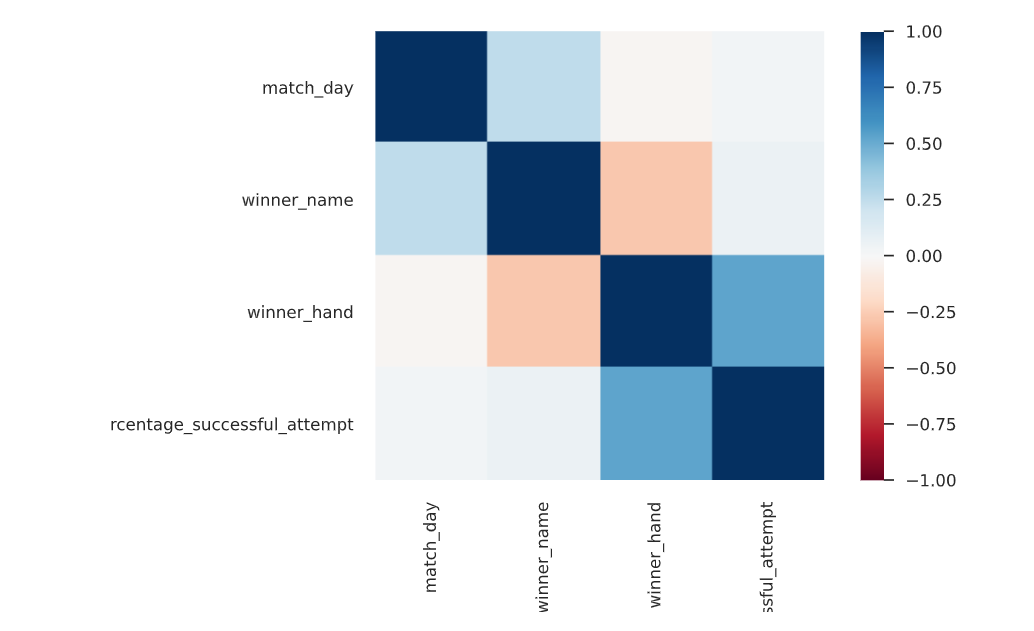 match_day
winner_name
winner_hand
rcentage_successful_attempt
match_day
winner_name
winner_hand
ssful_attempt
1.00
0.75
0.50
0.25
0.00
−0.25
−0.50
−0.75
−1.00